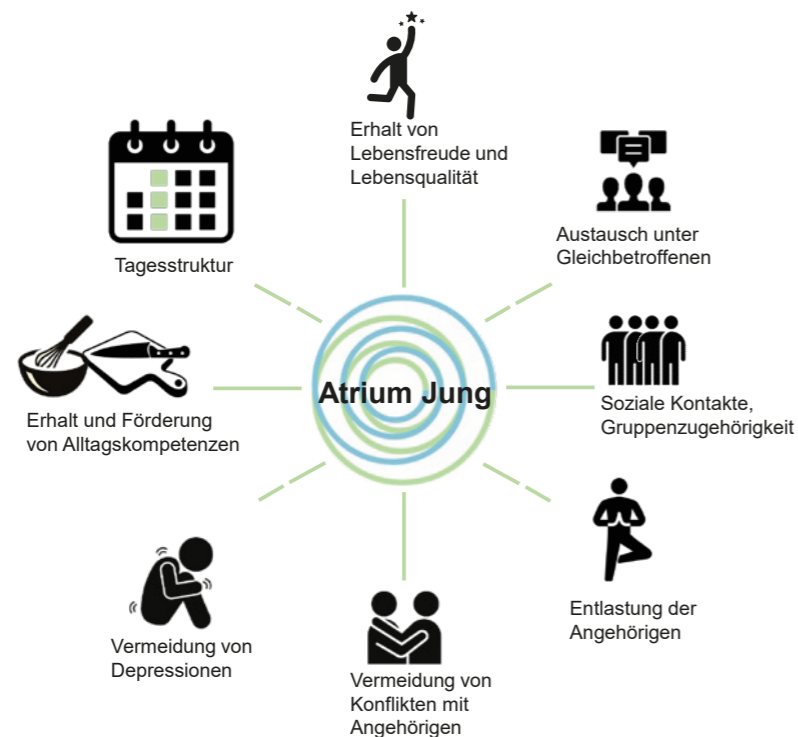 Erhalt von
Lebensfreude und
Lebensqualität
Austausch unter
Gleichbetroffenen
Tagesstruktur
Atrium Jung
Soziale Kontakte,
Gruppenzugehörigkeit
Erhalt und Förderung
von Alltagskompetenzen
Entlastung der
Angehörigen
Vermeidung von
Depressionen
Vermeidung von
Konflikten mit
Angehörigen